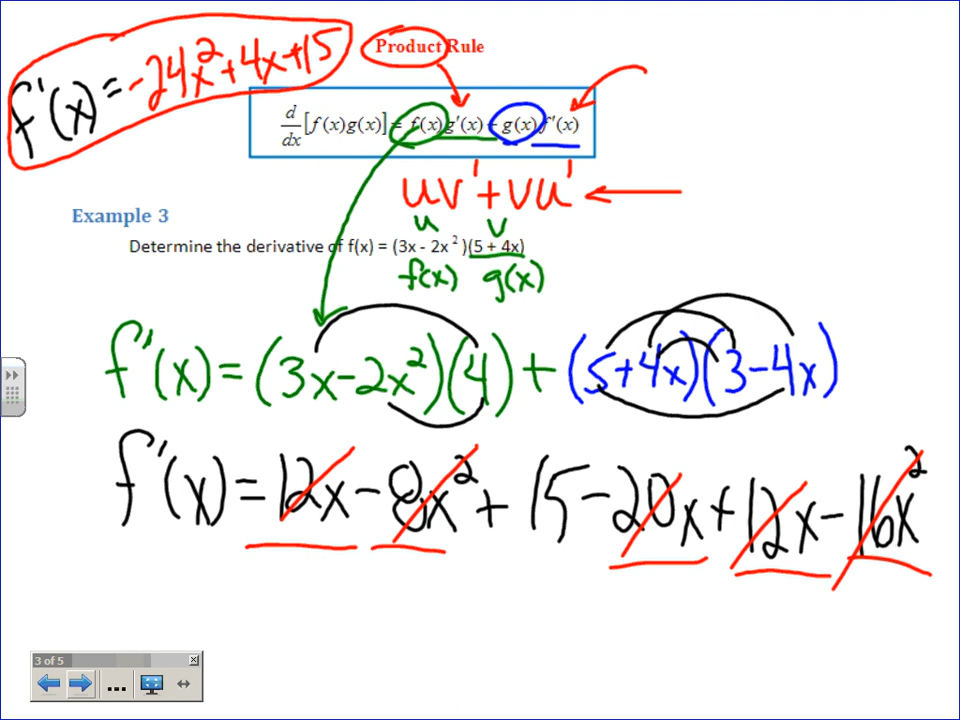 f'(x) = -24x² + 4x + 15
Product Rule
d/dx [f(x)g(x)] = f(x)g'(x) + g(x)f'(x)
uv' + vu'
Example 3
u v
Determine the derivative of f(x) = (3x - 2x²)(5 + 4x)
f(x) g(x)
f'(x) = (3x - 2x²)(4) + (5 + 4x)(3 - 4x)
f'(x) = 12x - 8x² + 15 - 20x + 12x - 16x²
3 of 5
...